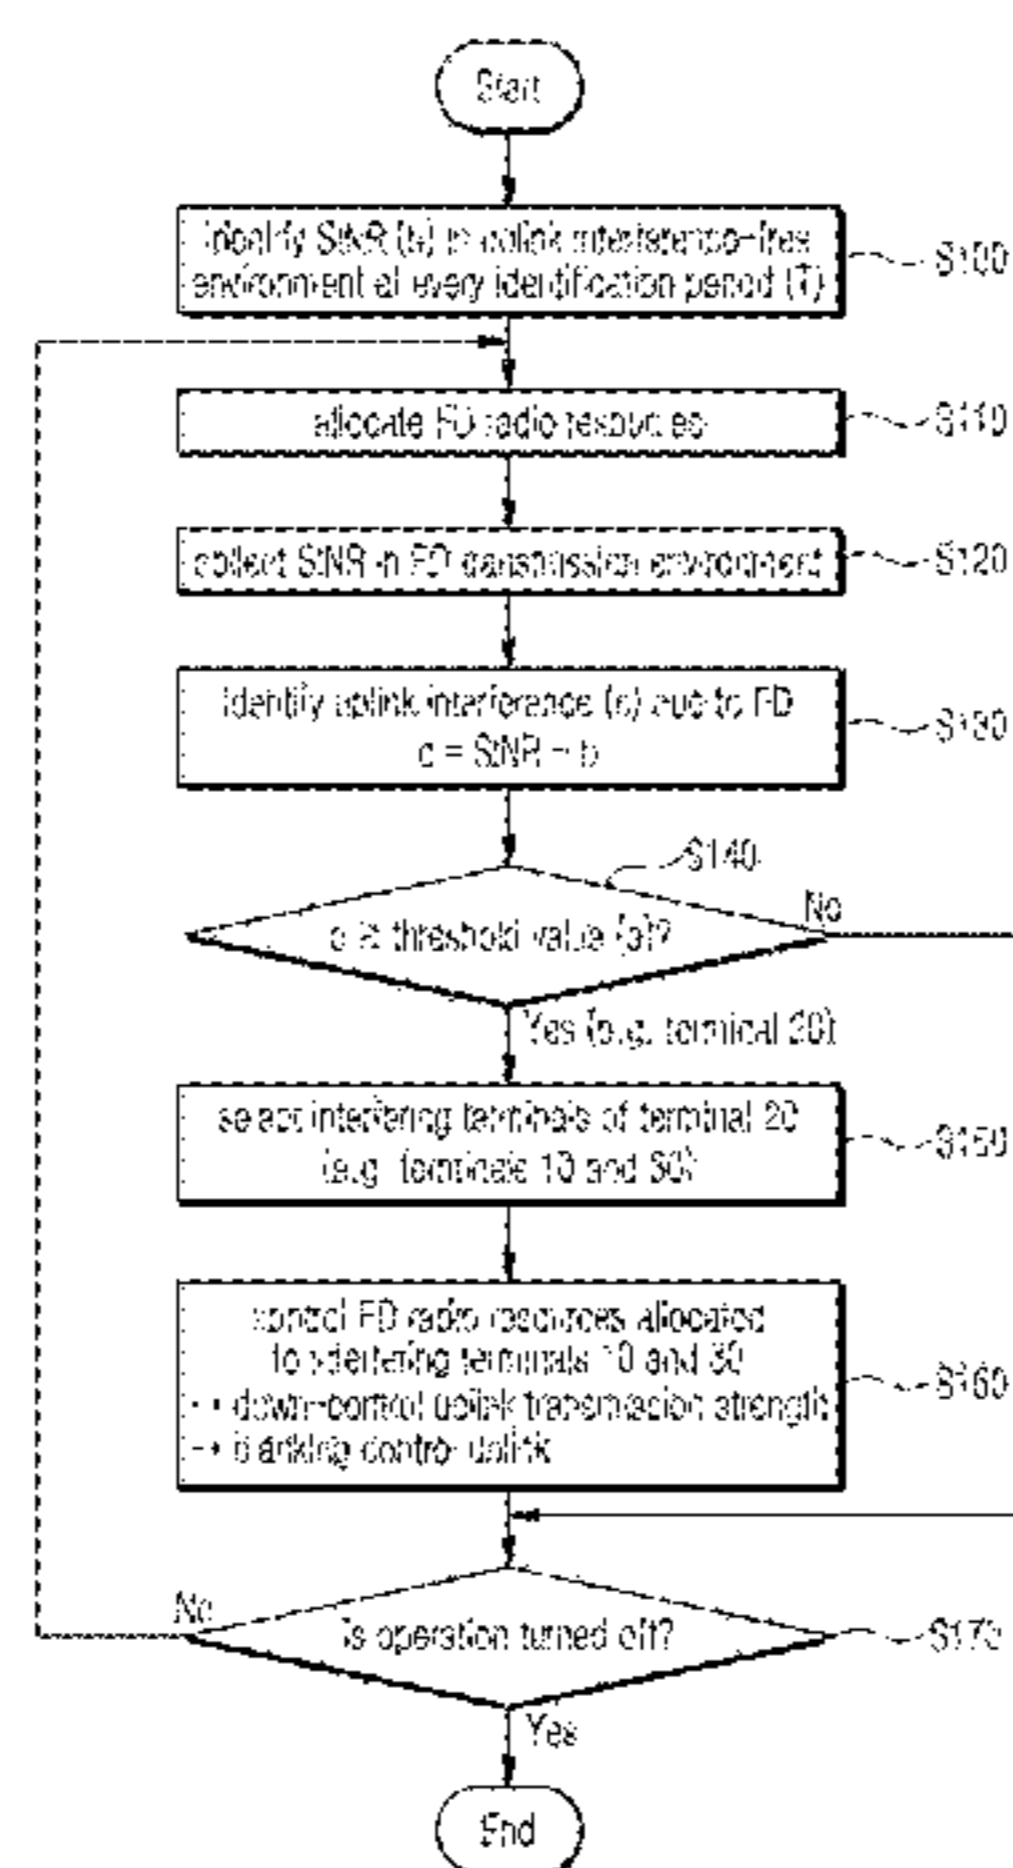 Start
identify SINR (b) in uplink interference-free
environment at every identification period (T)
S100
allocate FD radio resources
S110
collect SINR in FD transmission environment
S120
identify uplink interference (c) due to FD
c = SINR - b
S130
S140
c ≥ threshold value (a)?
No
Yes (e.g. terminal 20)
select interfering terminals of terminal 20
(e.g. terminals 10 and 30)
S150
control FD radio resources allocated
to interfering terminals 10 and 30
→ down-control uplink transmission strength
→ blanking control uplink
S160
No
is operation turned off?
S170
Yes
End